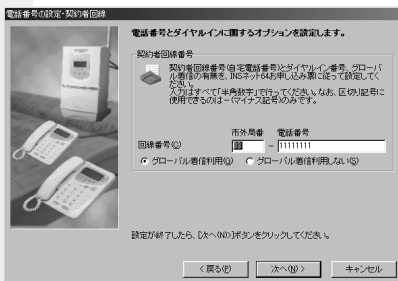 電話番号の設定・契約者回線
電話番号とダイヤルインに関するオプションを設定します。
契約者回線番号
契約者回線番号(自宅電話番号)とダイヤルイン番号、グローバ
ル着信の有無を、INSネット64お申し込み票に従って設定してく
ださい。
入力はすべて「半角数字」で行ってください。なお、区切り記号に
使用できるのは-(マイナス記号)のみです。
市外局番 電話番号
回線番号(C) - 11111111
グローバル着信利用(G) グローバル着信利用しない(S)
設定が終了したら、[次へ(N)>]ボタンをクリックしてください。
< 戻る(P) 次へ(N) > キャンセル